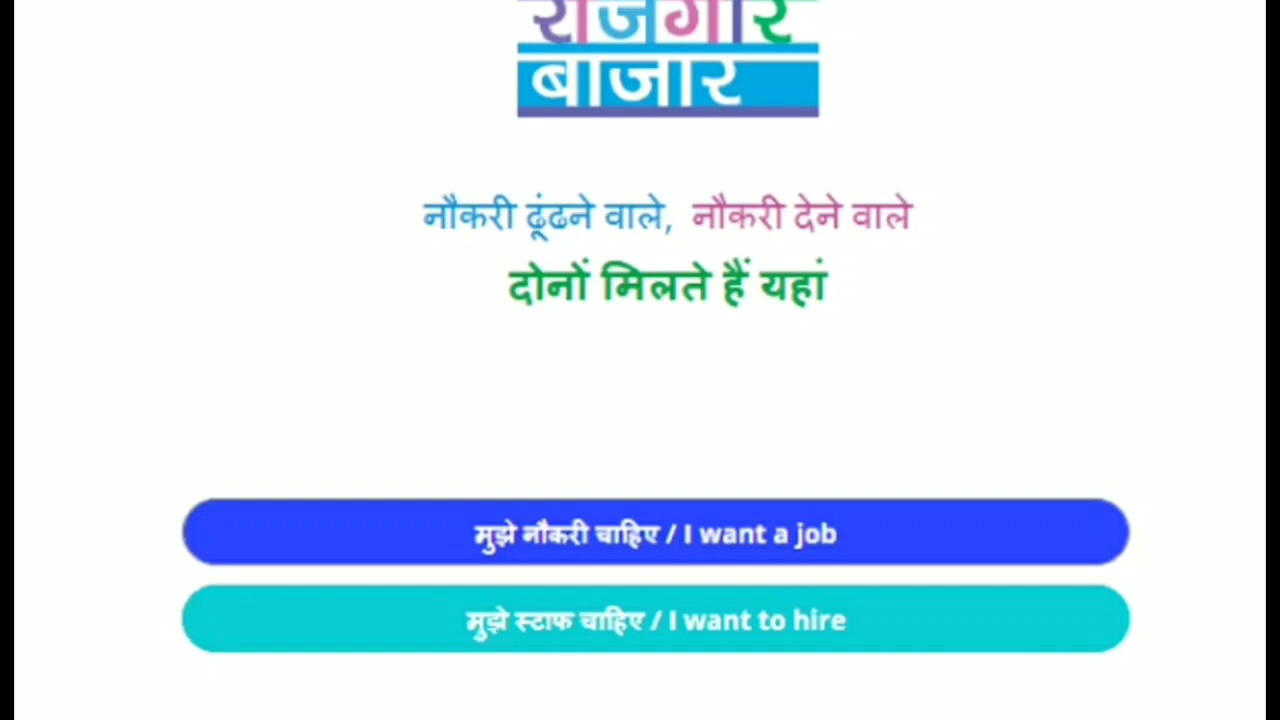 रोजगार
बाजार
नौकरी ढूंढने वाले, नौकरी देने वाले
दोनों मिलते हैं यहां
मुझे नौकरी चाहिए / I want a job
मुझे स्टाफ चाहिए / I want to hire